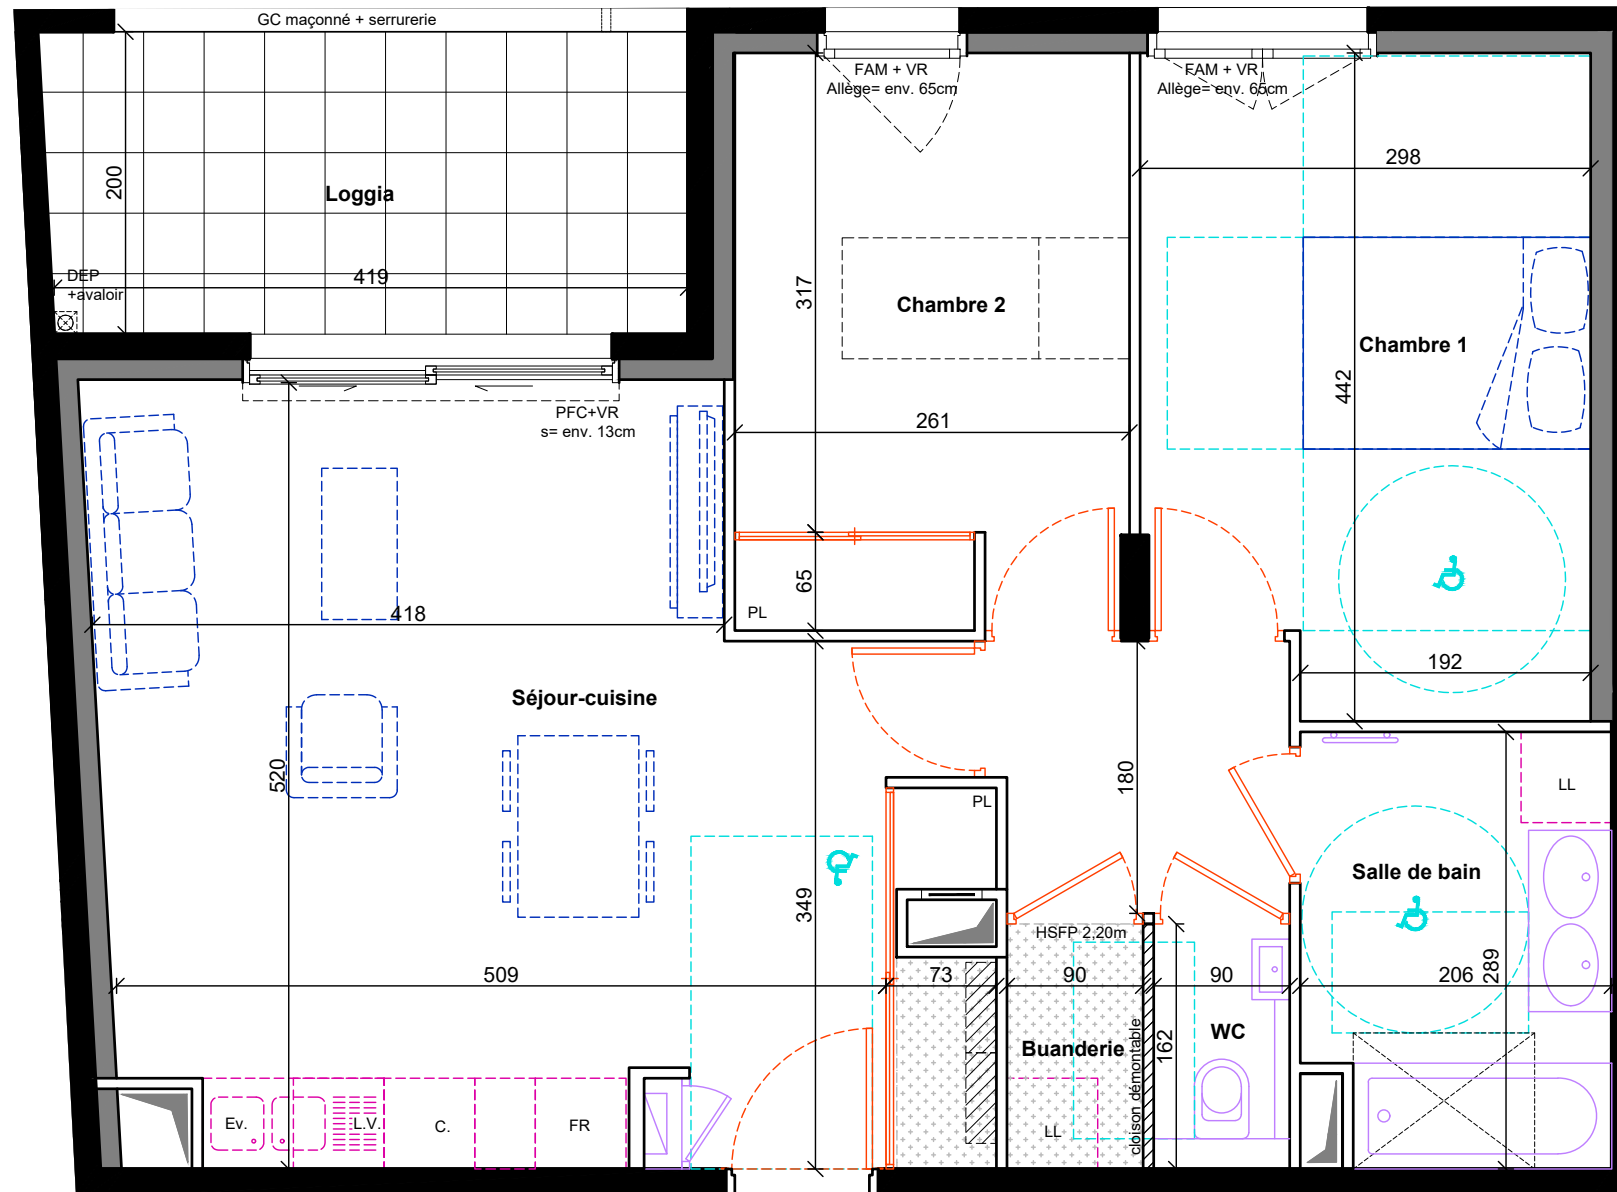 GC maçonné + serrurerie
FAM + VR
Allège= env. 65cm
FAM + VR
Allège= env. 65cm
298
200
Loggia
DEP
+avaloir
419
317
Chambre 2
Chambre 1
442
PFC+VR
s= env. 13cm
261
65
PL
418
192
Séjour-cuisine
520
180
LL
PL
Salle de bain
349
HSFP 2,20m
509
73
90
90
206
289
WC
Buanderie
cloison démontable
162
Ev.
L.V.
C.
FR
LL